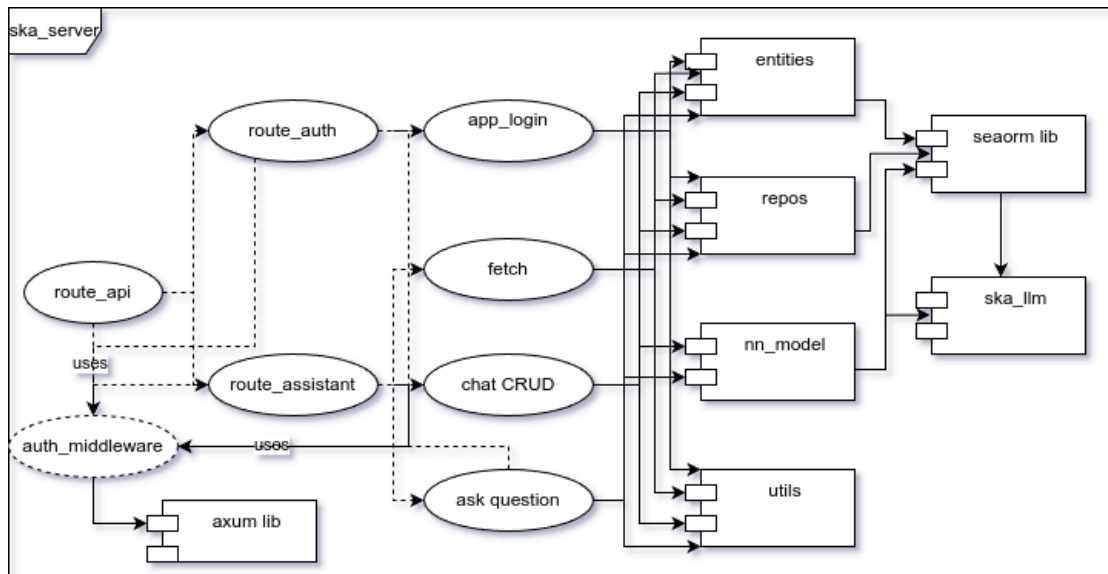 ska_server
entities
route_auth
app_login
seaorm lib
repos
fetch
route_api
ska_llm
nn_model
uses
route_assistant
chat CRUD
auth_middleware
uses
ask question
utils
axum lib